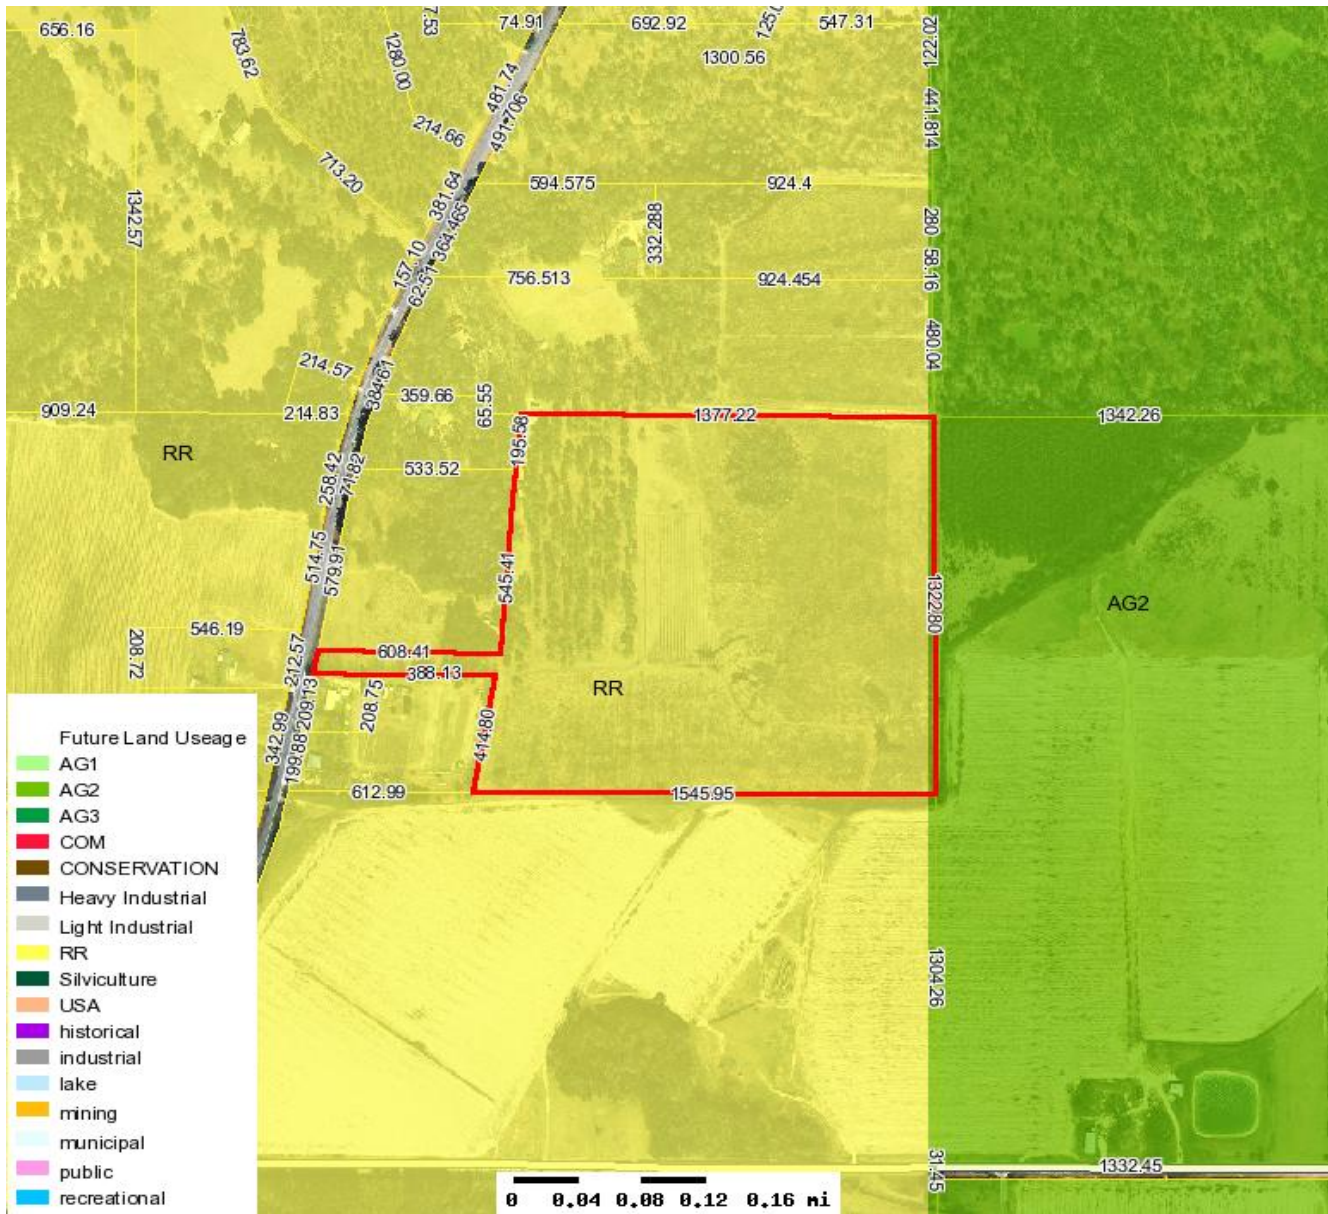 7.53
74.91
692.92
125.0
547.31
656.16
783.62
1280.00
1300.56
20.2221
481.74
491.706
441.814
214.66
713.20
594.575
924.4
381.64
364.465
1342.57
332.288
280
157.10
62.51
756.513
924.454
58.16
480.04
214.57
384.61
359.66
65.55
909.24
214.83
195.58
1377.22
1342.26
RR
258.42
71.82
533.52
514.75
579.91
545.41
1322.80
AG2
546.19
208.72
212.57
608.41
388.13
RR
209.13
208.75
414.80
342.99
199.88
612.99
1545.95
Future Land Useage
AG1
AG2
AG3
COM
CONSERVATION
Heavy Industrial
Light Industrial
RR
Silviculture
USA
historical
industrial
lake
mining
municipal
public
recreational
1304.26
31.45
1332.45
0 0.04 0.08 0.12 0.16 mi